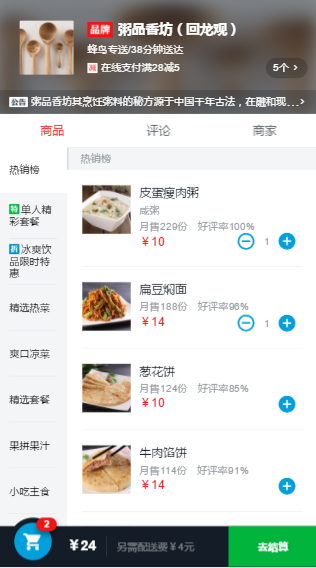 品牌 粥品香坊（回龙观）
蜂鸟专送/38分钟送达
减 在线支付满28减5
5个 >
公告 粥品香坊其烹饪粥料的秘方源于中国千年古法，在融和现... >
商品 评论 商家
热销榜
特 单人精
彩套餐
折 冰爽饮
品限时特
惠
精选热菜
爽口凉菜
精选套餐
果拼果汁
小吃主食
热销榜
皮蛋瘦肉粥
咸粥
月售229份 好评率100%
￥10
1
扁豆焖面
月售188份 好评率96%
￥14
1
葱花饼
月售124份 好评率85%
￥10
牛肉馅饼
月售114份 好评率91%
￥14
2
￥24 另需配送费￥4元 去结算